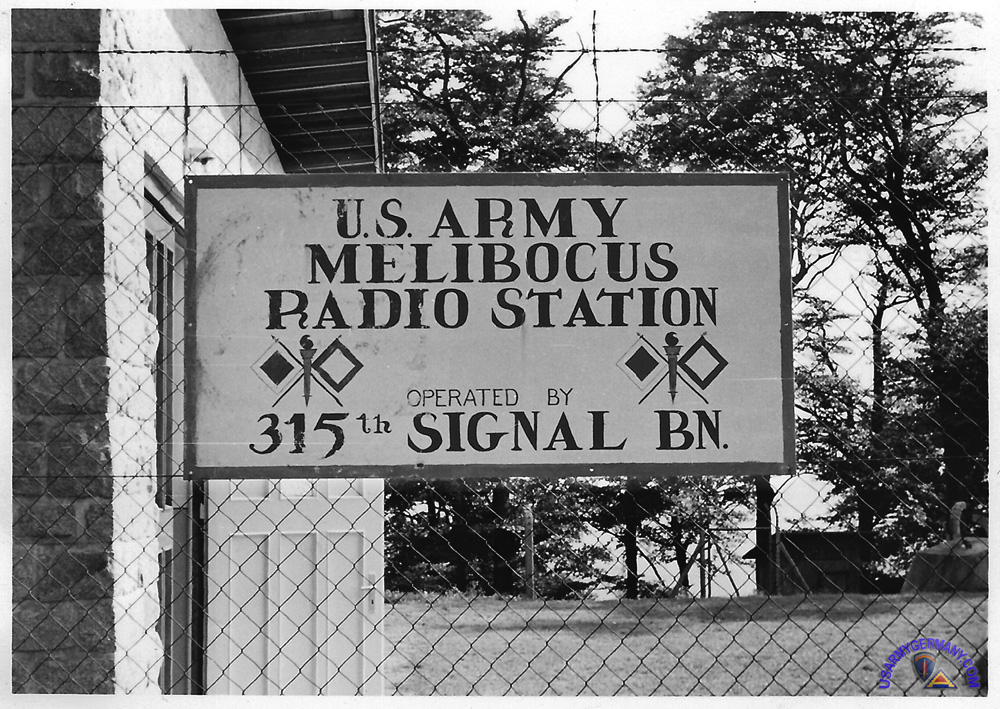 U.S. ARMY
MELIBOCUS
RADIO STATION
OPERATED BY
315th SIGNAL BN.
USARMYGERMANY.COM